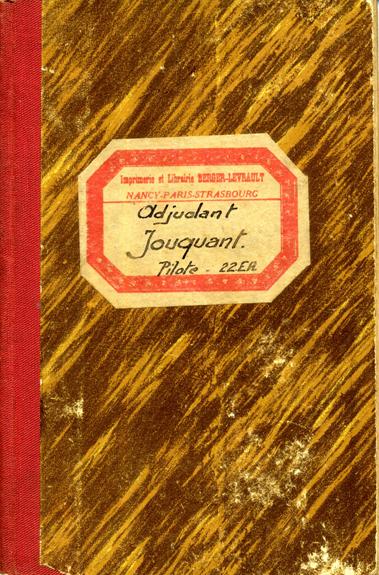 Imprimerie et Librairie BERGER-LEVRAULT
NANCY-PARIS-STRASBOURG
Adjudant
Jouquant.
Pilote - 22EA